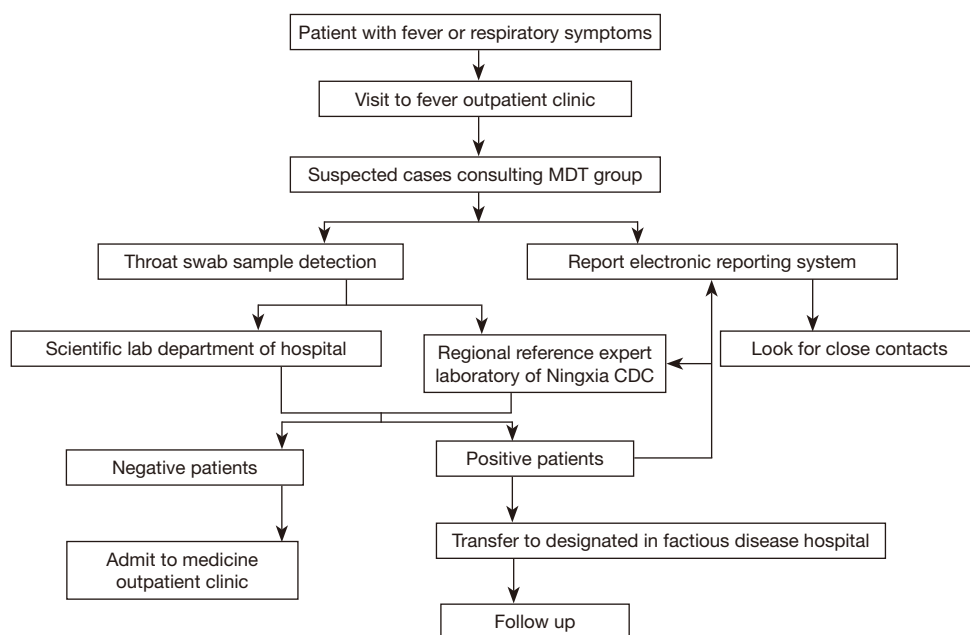 Patient with fever or respiratory symptoms
Visit to fever outpatient clinic
Suspected cases consulting MDT group
Throat swab sample detection
Report electronic reporting system
Scientific lab department of hospital
Regional reference expert
laboratory of Ningxia CDC
Look for close contacts
Negative patients
Positive patients
Admit to medicine
outpatient clinic
Transfer to designated in factious disease hospital
Follow up